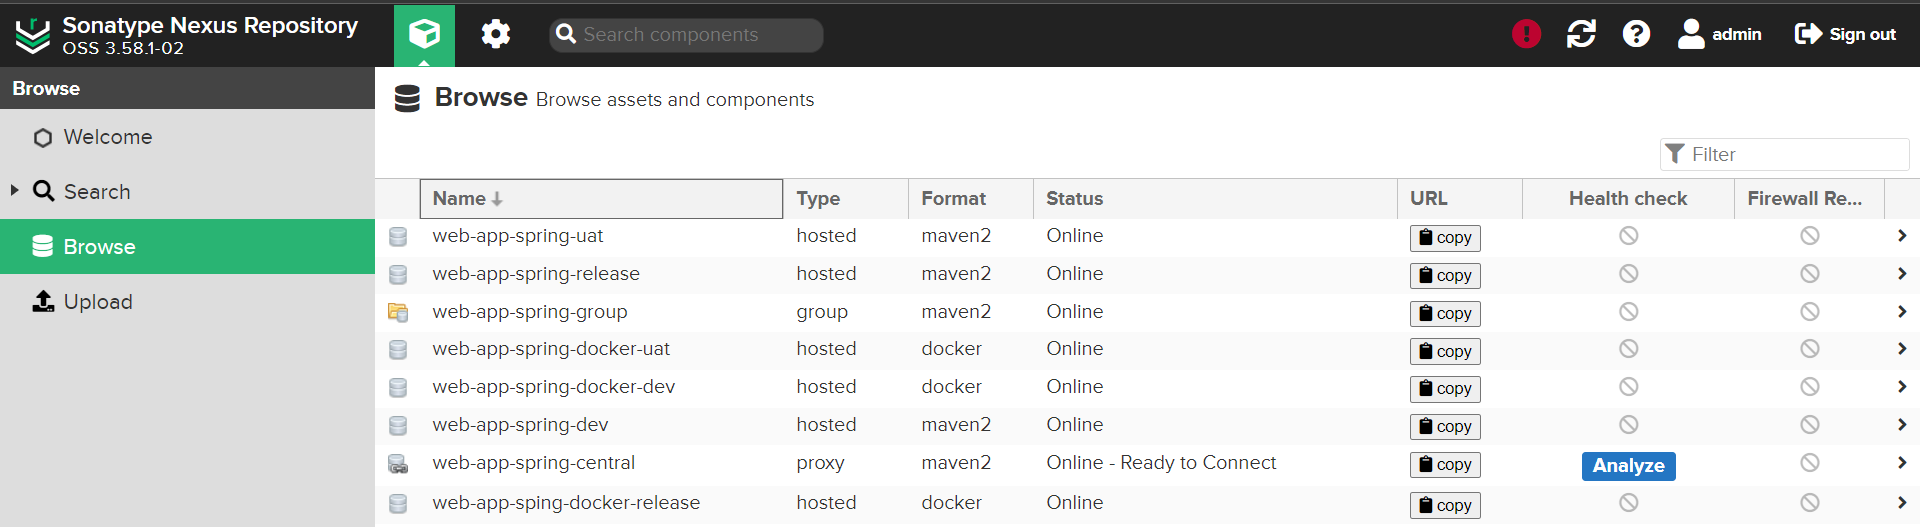 Sonatype Nexus Repository
OSS 3.58.1-02
Search components
admin
Sign out
Browse
Welcome
Search
Browse
Upload
Browse Browse assets and components
Filter
Name Type Format Status URL Health check Firewall Re...
web-app-spring-uat hosted maven2 Online copy
web-app-spring-release hosted maven2 Online copy
web-app-spring-group group maven2 Online copy
web-app-spring-docker-uat hosted docker Online copy
web-app-spring-docker-dev hosted docker Online copy
web-app-spring-dev hosted maven2 Online copy
web-app-spring-central proxy maven2 Online - Ready to Connect copy Analyze
web-app-sping-docker-release hosted docker Online copy